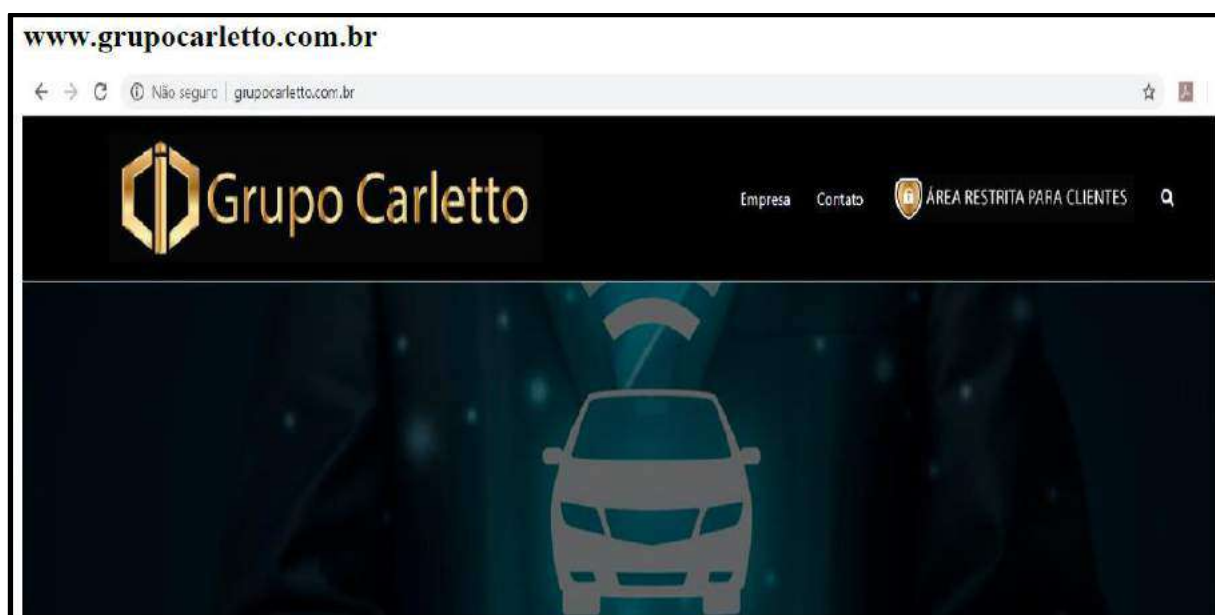 www.grupocarletto.com.br
Não seguro | grupocarletto.com.br
Grupo Carletto
Empresa Contato ÁREA RESTRITA PARA CLIENTES